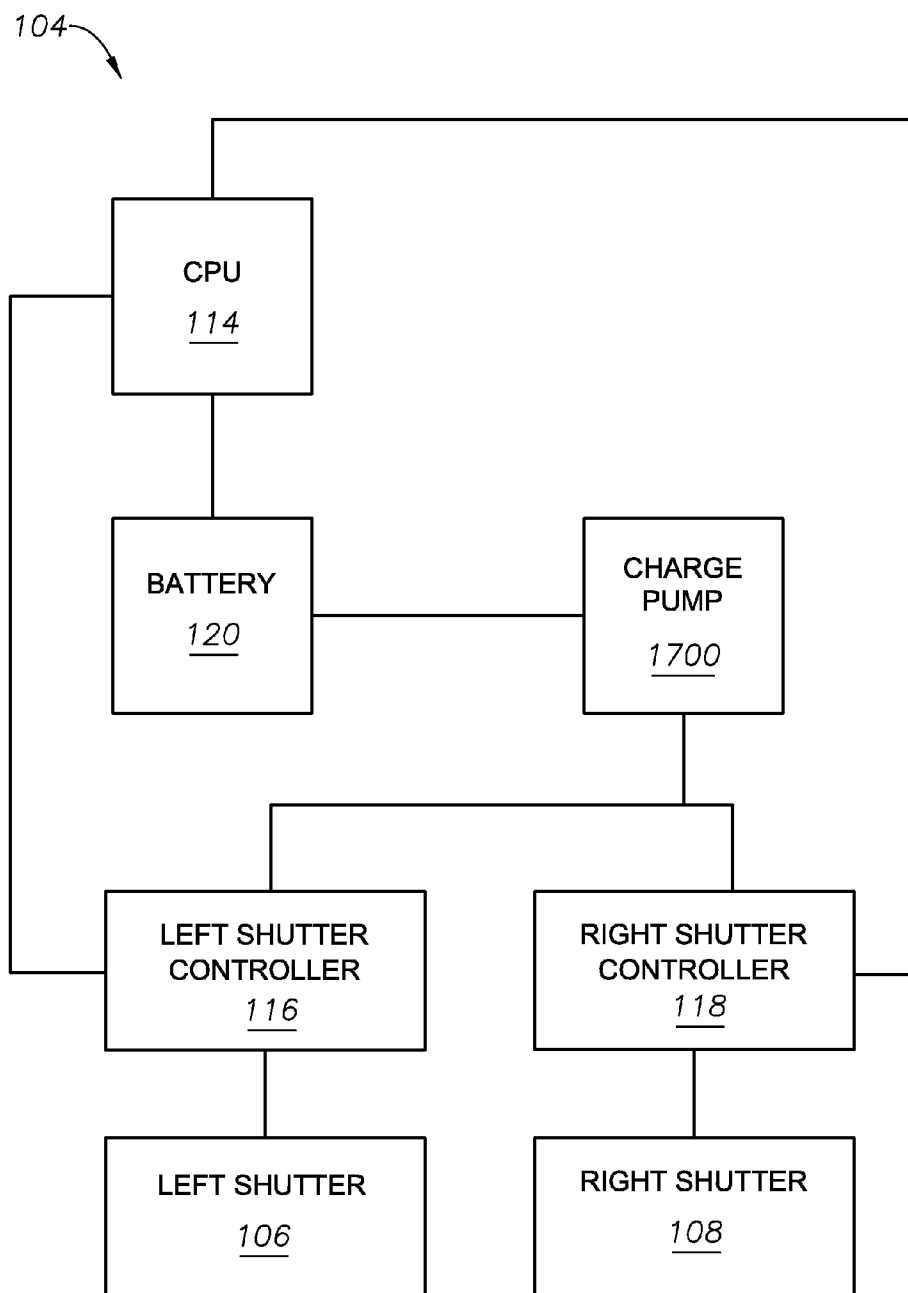 104
CPU
114
BATTERY
120
CHARGE
PUMP
1700
LEFT SHUTTER
CONTROLLER
116
RIGHT SHUTTER
CONTROLLER
118
LEFT SHUTTER
106
RIGHT SHUTTER
108